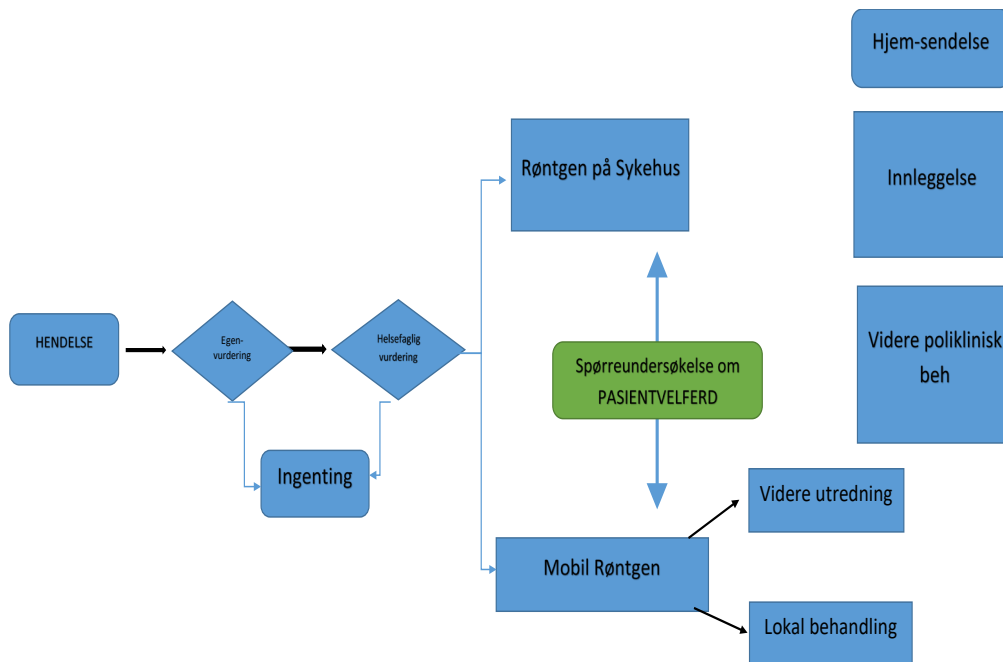 HENDELSE
Egen-
vurdering
Helsefaglig
vurdering
Ingenting
Røntgen på Sykehus
Spørreundersøkelse om
PASIENTVELFERD
Mobil Røntgen
Videre utredning
Lokal behandling
Hjem-sendelse
Innleggelse
Videre poliklinisk
beh